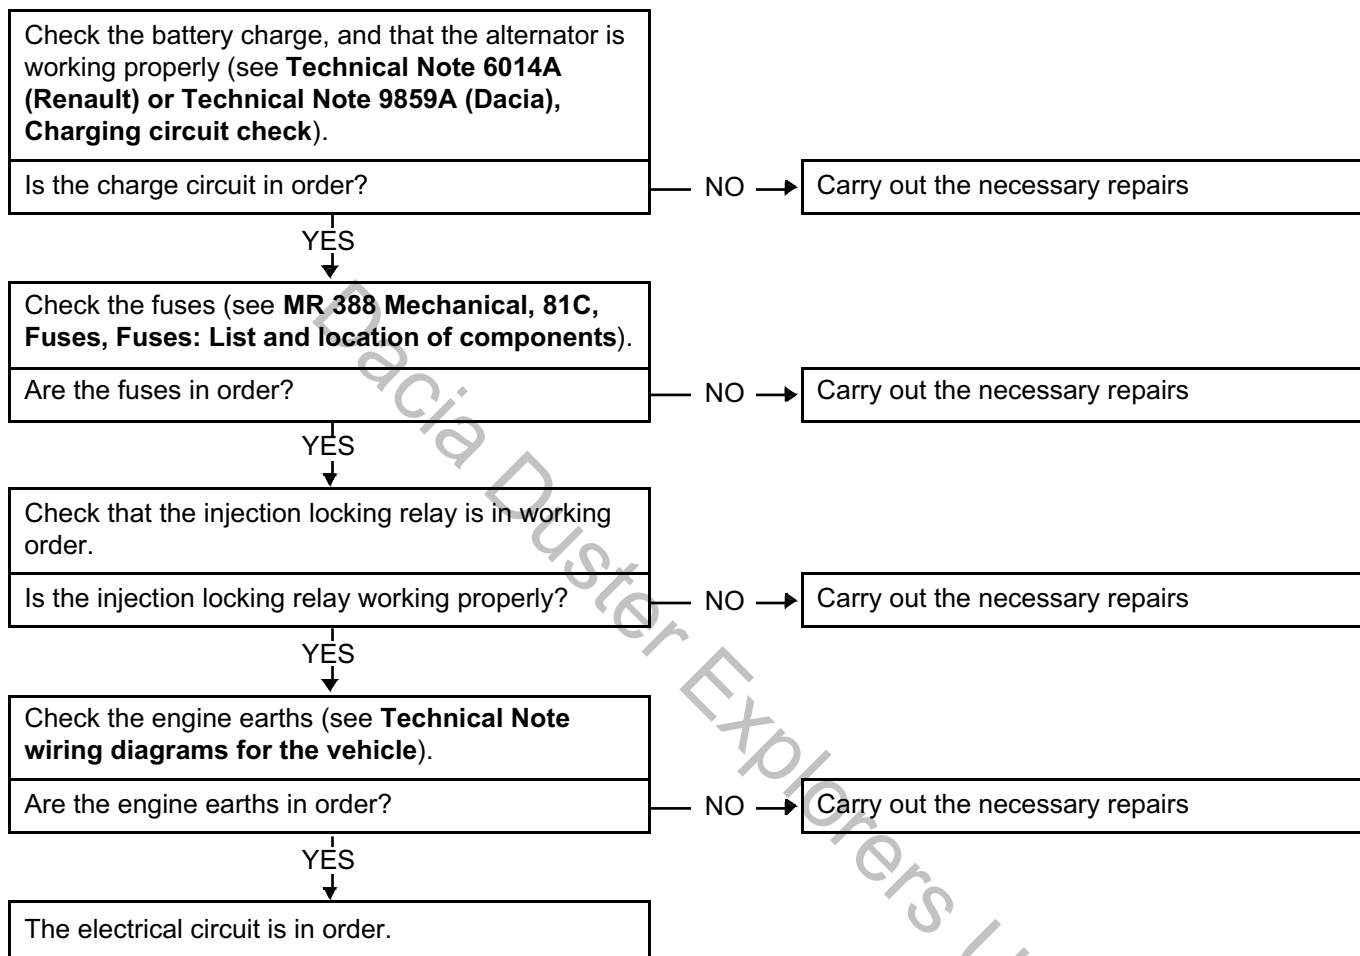 Check the battery charge, and that the alternator is
working properly (see Technical Note 6014A
(Renault) or Technical Note 9859A (Dacia),
Charging circuit check).
Is the charge circuit in order?
NO
Carry out the necessary repairs
YES
Check the fuses (see MR 388 Mechanical, 81C,
Fuses, Fuses: List and location of components).
Are the fuses in order?
NO
Carry out the necessary repairs
YES
Check that the injection locking relay is in working
order.
Is the injection locking relay working properly?
NO
Carry out the necessary repairs
YES
Check the engine earths (see Technical Note
wiring diagrams for the vehicle).
Are the engine earths in order?
NO
Carry out the necessary repairs
YES
The electrical circuit is in order.
Dacia Duster Explorers